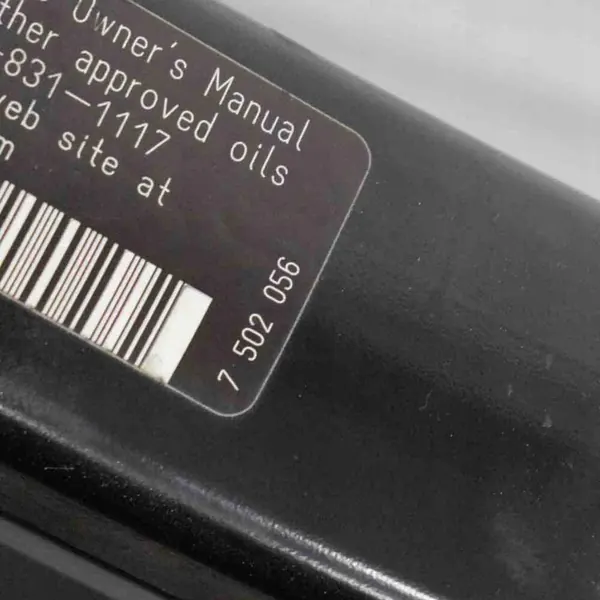 Owner's Manual
ther approved oils
-831-1117
web site at
m
7 502 056